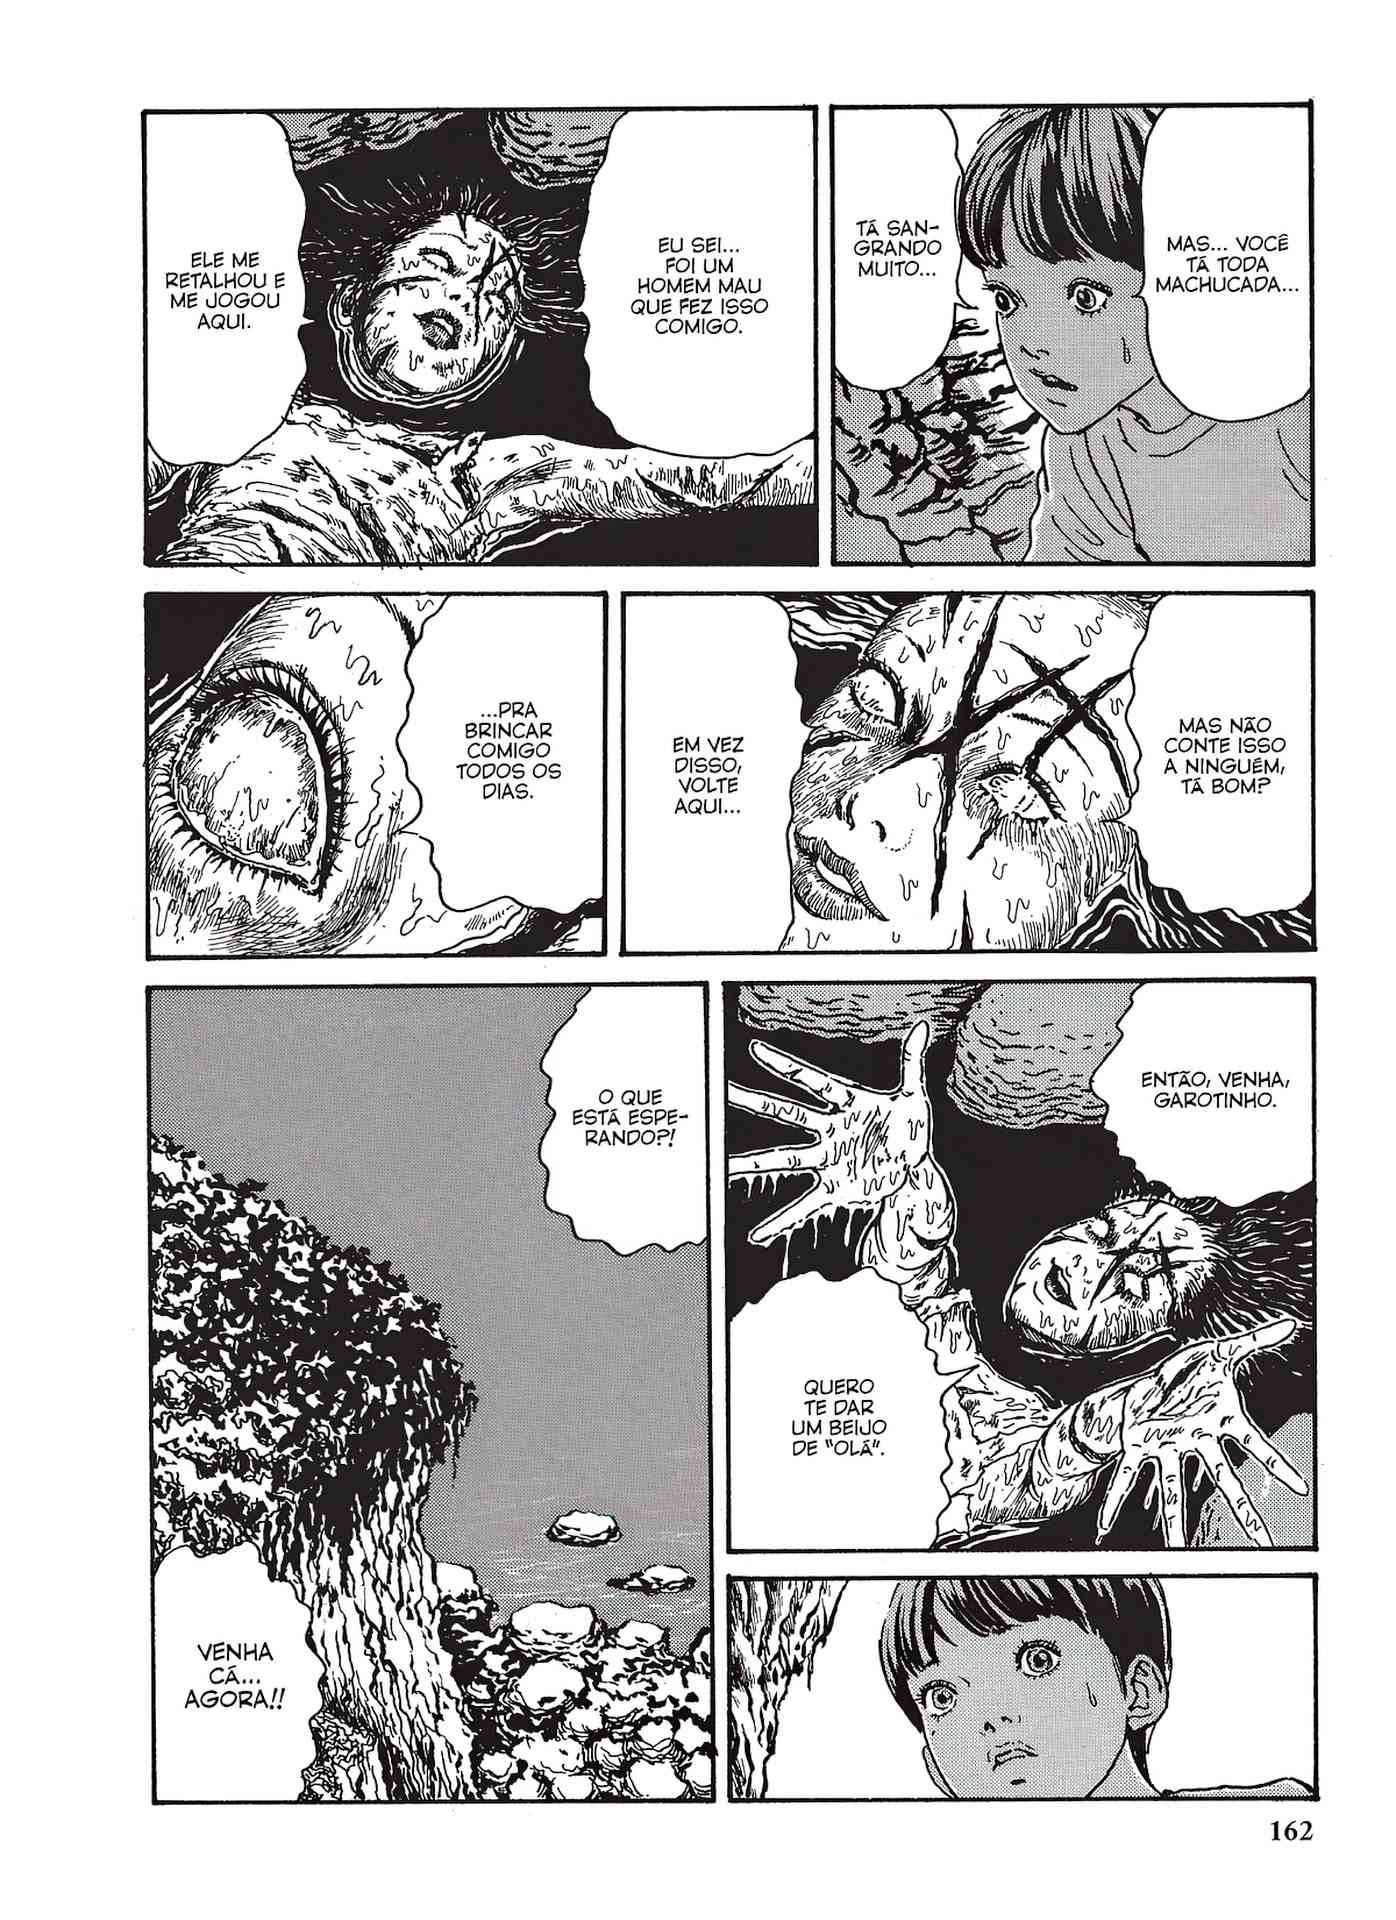 MAS... VOCÊ
TÁ TODA
MACHUCADA...
TÁ SAN-
GRANDO
MUITO...
EU SEI...
FOI UM
HOMEM MAU
QUE FEZ ISSO
COMIGO.
ELE ME
RETALHOU E
ME JOGOU
AQUI.
MAS NÃO
CONTE ISSO
A NINGUÉM,
TÁ BOM?
EM VEZ
DISSO,
VOLTE
AQUI...
...PRA
BRINCAR
COMIGO
TODOS OS
DIAS.
ENTÃO, VENHA,
GAROTINHO.
QUERO
TE DAR
UM BEIJO
DE "OLÁ".
O QUE
ESTÁ ESPE-
RANDO?!
VENHA
CÁ...
AGORA!!
162